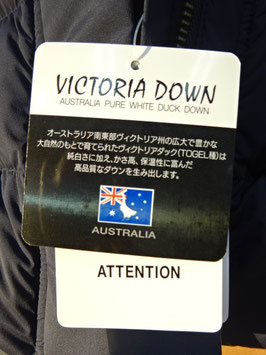 VICTORIA DOWN
AUSTRALIA PURE WHITE DUCK DOWN
オーストラリア南東部ヴィクトリア州の広大で豊かな
大自然のもとで育てられたヴィクトリアダック(TOGEL種)は
純白さに加え、かさ高、保温性に富んだ
高品質なダウンを生み出します。
AUSTRALIA
ATTENTION